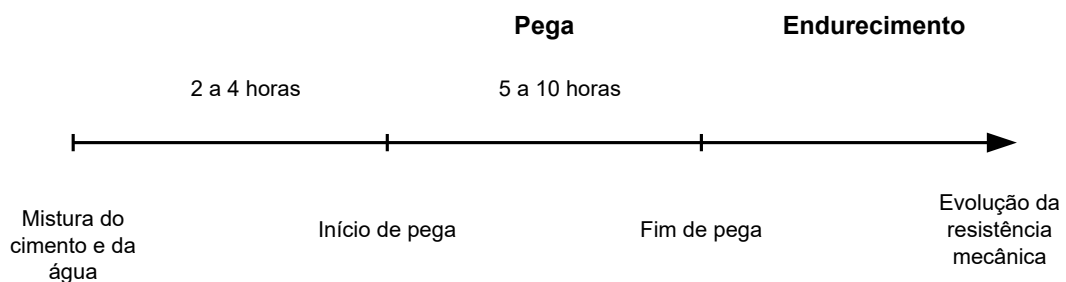 Pega
Endurecimento
2 a 4 horas
5 a 10 horas
Mistura do
cimento e da
água
Início de pega
Fim de pega
Evolução da
resistência
mecânica